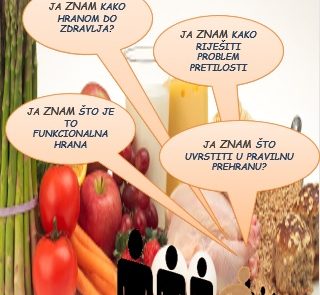 JA ZNAM KAKO
HRANOM DO
ZDRAVLJA?
JA ZNAM KAKO
RIJEŠITI
PROBLEM
PRETILOSTI
JA ZNAM ŠTO JE
TO
FUNKCIONALNA
HRANA
JA ZNAM ŠTO
UVRSTITI U PRAVILNU
PREHRANU?